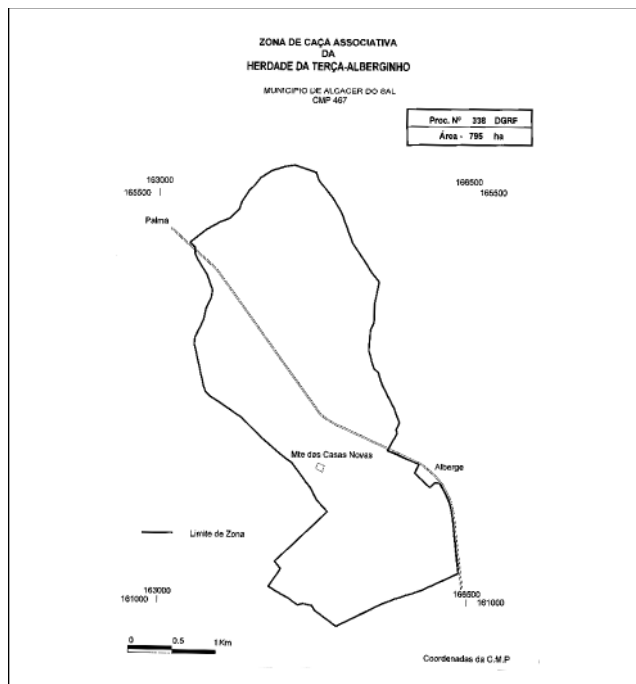 ZONA DE CAÇA ASSOCIATIVA
DA
HERDADE DA TERÇA-ALBERGINHO
MUNICIPIO DE ALCACER DO SAL
CMP 467
Proc. Nº 338 DGRF
Área - 795 ha
163000
165500
166500
165500
Palma
Mte das Casas Novas
Alberge
Limite de Zona
163000
161000
166500
161000
0 0.5 1Km
Coordenadas da C.M.P